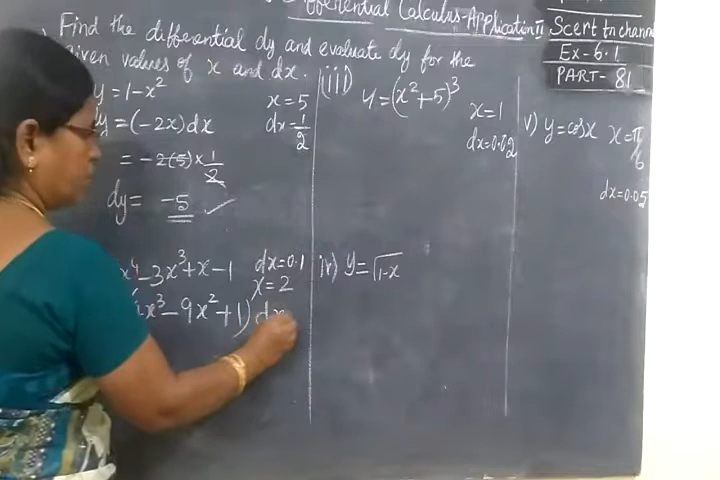 Differential Calculus-Application II
Scert tn channel
Ex-6.1
PART-81
Find the differential dy and evaluate dy for the
given values of x and dx.
y = 1-x²
x=5
dy = (-2x)dx
dx=1/2
= -2(5)×1/2
dy= -5
x⁴-3x³+x-1
dx=0.1
x=2
4x³-9x²+1)dx
(iii)
y=(x²+5)³
x=1
dx=0.02
iv) y=√1-x
v) y=cosx x=π/6
dx=0.05